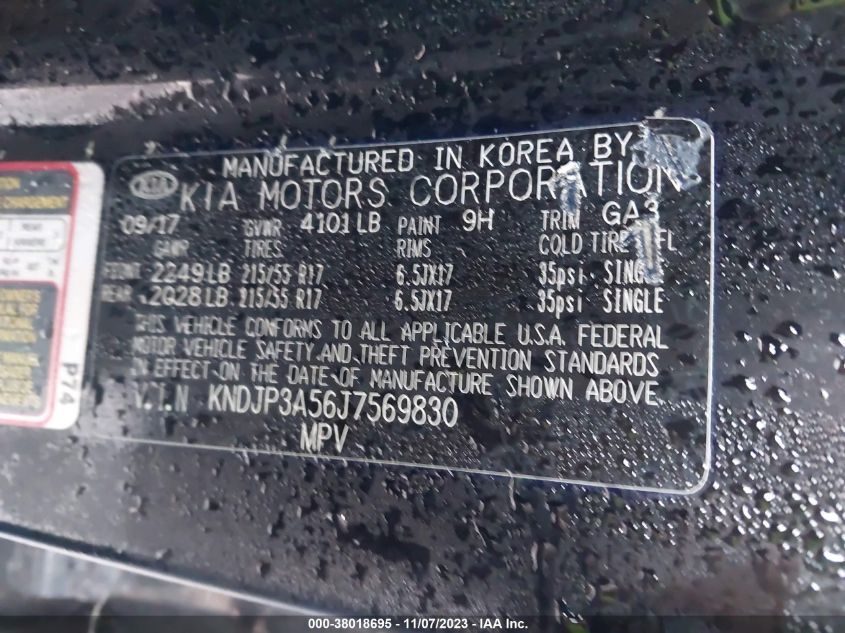 MANUFACTURED IN KOREA BY
KIA KIA MOTORS CORPORATION
09/17 GVWR 4101LB PAINT 9H TRIM GA3
GAWR TIRES RIMS COLD TIRE
FRONT 2249LB 215/55 R17 6.5JX17 35psi SINGLE
REAR 2028LB 215/55 R17 6.5JX17 35psi SINGLE
THIS VEHICLE CONFORMS TO ALL APPLICABLE U.S.A. FEDERAL
MOTOR VEHICLE SAFETY AND THEFT PREVENTION STANDARDS
IN EFFECT ON THE DATE OF MANUFACTURE SHOWN ABOVE.
V.I.N KNDJP3A56J7569830
MPV
P74
000-38018695 - 11/07/2023 - IAA Inc.